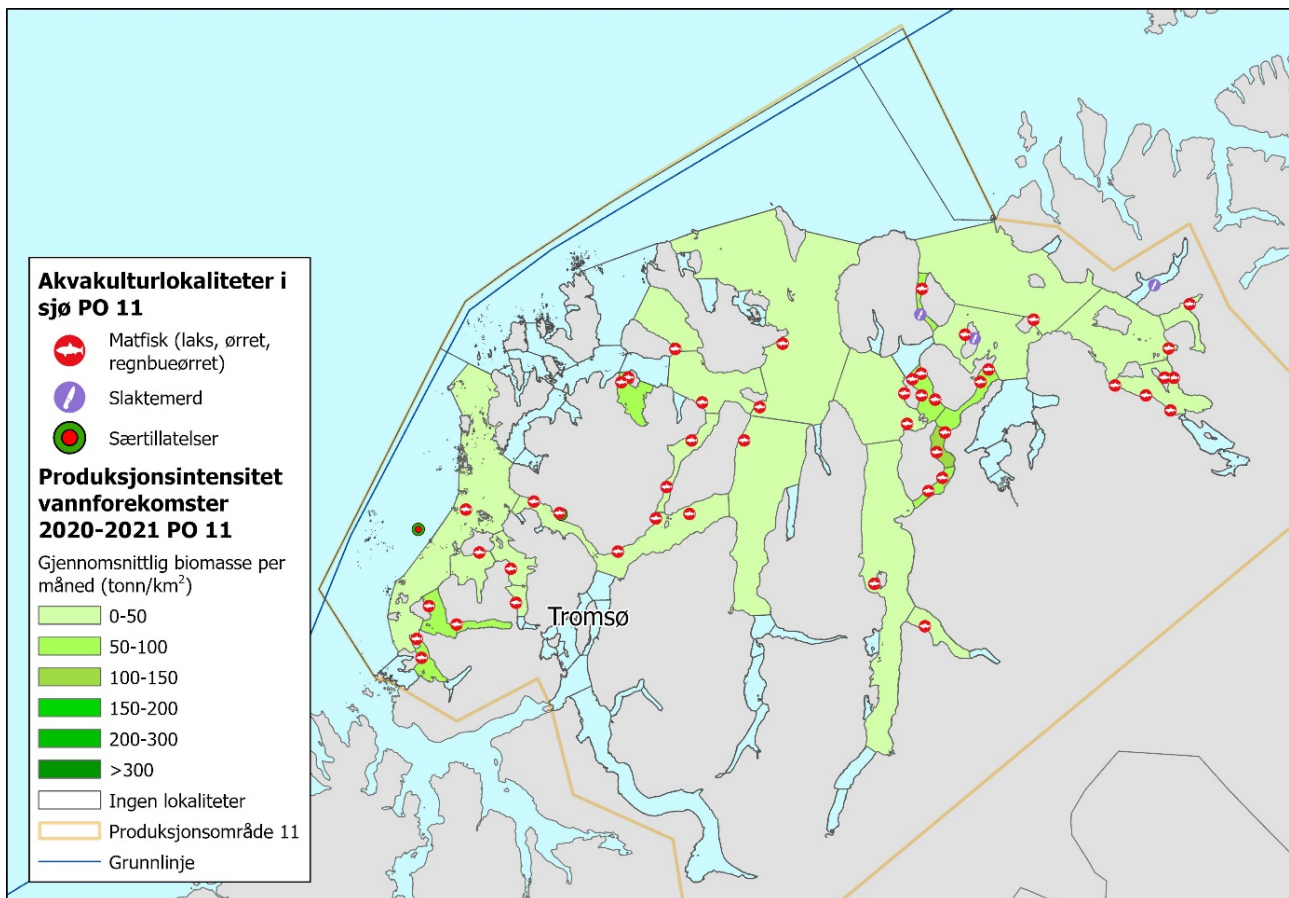 Akvakulturlokaliteter i
sjø PO 11
Matfisk (laks, ørret,
regnbueørret)
Slaktemerd
Særtillatelser
Produksjonsintensitet
vannforekomster
2020-2021 PO 11
Gjennomsnittlig biomasse per
måned (tonn/km²)
0-50
50-100
100-150
150-200
200-300
>300
Ingen lokaliteter
Produksjonsområde 11
Grunnlinje
Tromsø